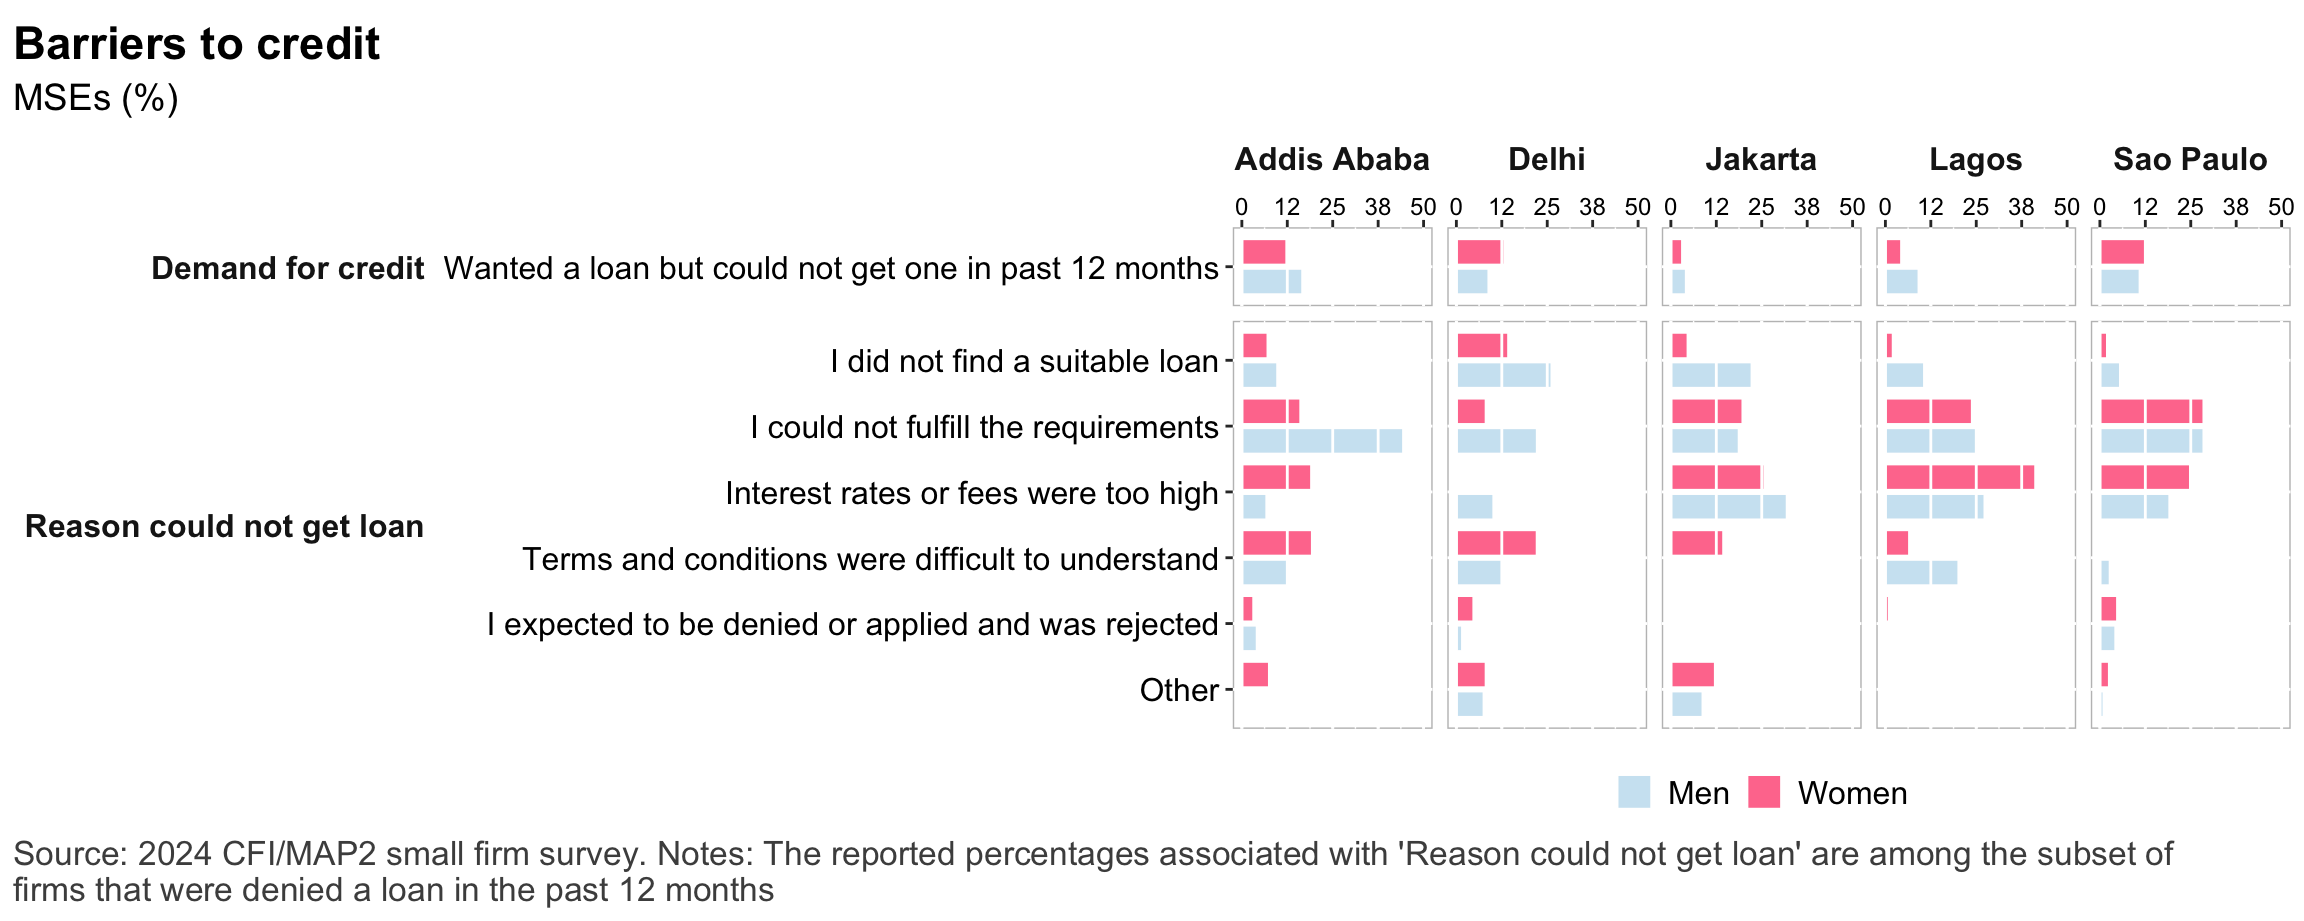 Barriers to credit
MSEs (%)
Addis Ababa Delhi Jakarta Lagos Sao Paulo
0 12 25 38 50 0 12 25 38 50 0 12 25 38 50 0 12 25 38 50 0 12 25 38 50
Demand for credit Wanted a loan but could not get one in past 12 months
I did not find a suitable loan
I could not fulfill the requirements
Interest rates or fees were too high
Reason could not get loan
Terms and conditions were difficult to understand
I expected to be denied or applied and was rejected
Other
Men Women
Source: 2024 CFI/MAP2 small firm survey. Notes: The reported percentages associated with 'Reason could not get loan' are among the subset of
firms that were denied a loan in the past 12 months